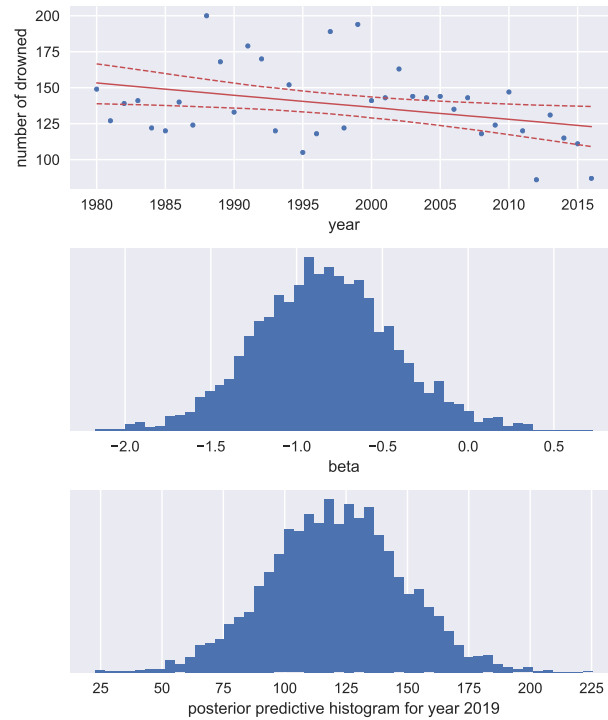 200
175
150
125
100
number of drowned
1980 1985 1990 1995 2000 2005 2010 2015
year
−2.0 −1.5 −1.0 −0.5 0.0 0.5
beta
25 50 75 100 125 150 175 200 225
posterior predictive histogram for year 2019